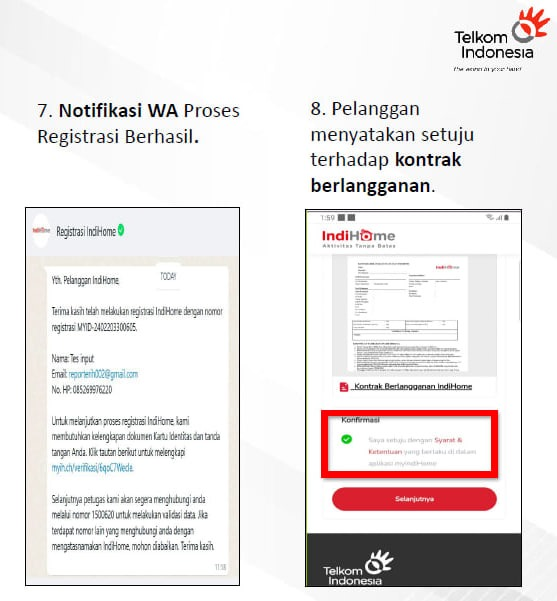 Telkom
Indonesia
the world in your hand
7. Notifikasi WA Proses
Registrasi Berhasil.
8. Pelanggan
menyatakan setuju
terhadap kontrak
berlangganan.
IndiHome
Registrasi IndiHome
TODAY
Yth. Pelanggan IndiHome,
Terima kasih telah melakukan registrasi IndiHome dengan nomor
registrasi MYID-2402203300605.
Nama: Tes input
Email: reporterih002@gmail.com
No. HP: 085269976220
Untuk melanjutkan proses registrasi IndiHome, kami
membutuhkan kelengkapan dokumen Kartu Identitas dan tanda
tangan Anda. Klik tautan berikut untuk melengkapi
myih.ch/verifikasi/6qoC7Wedle.
Selanjutnya petugas kami akan segera menghubungi anda
melalui nomor 1500620 untuk melakukan validasi data. Jika
terdapat nomor lain yang menghubungi anda dengan
mengatasnamakan IndiHome, mohon diabaikan. Terima kasih.
11:58
1:59
IndiHome
Aktivitas Tanpa Batas
IndiHome
Kontrak Berlangganan IndiHome
Konfirmasi
Saya setuju dengan Syarat &
Ketentuan yang berlaku di dalam
aplikasi myIndiHome
Selanjutnya
Telkom
Indonesia